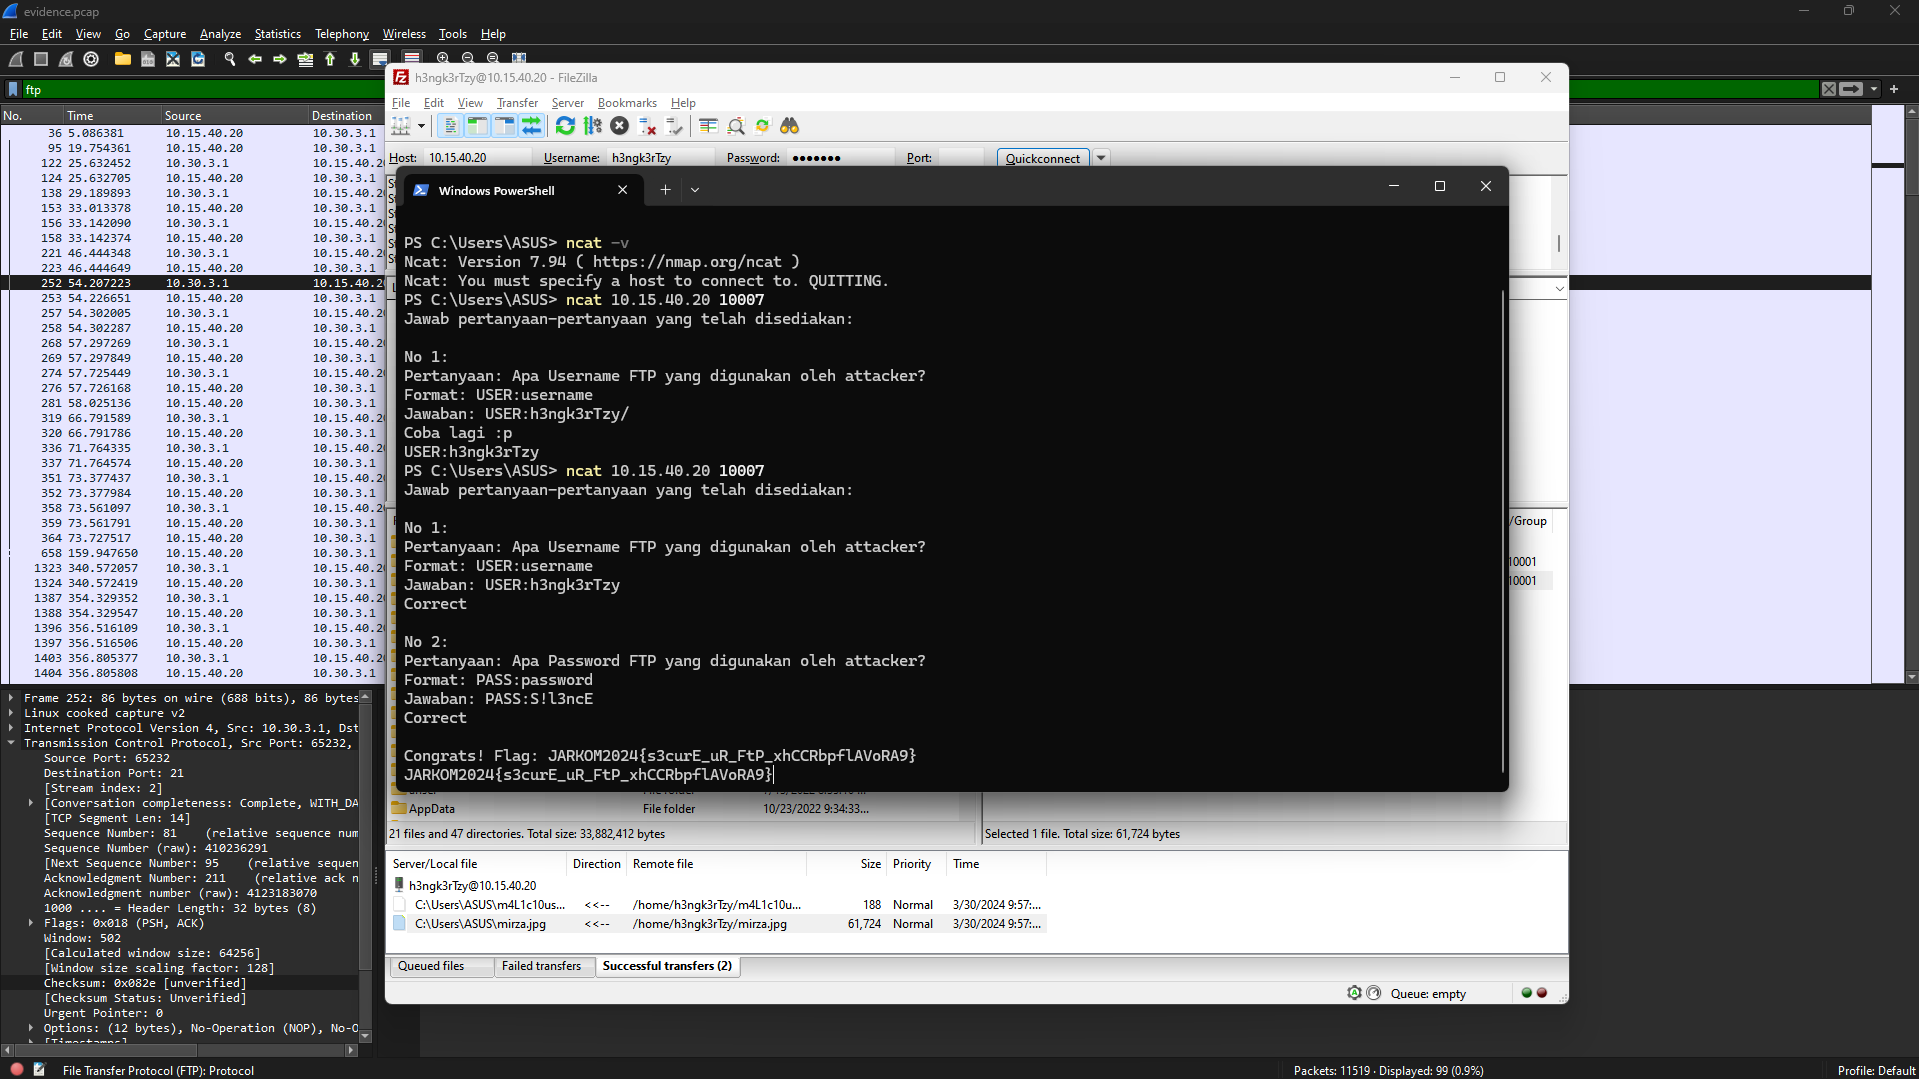 evidence.pcap
File Edit View Go Capture Analyze Statistics Telephony Wireless Tools Help
ftp
No. Time Source Destination
36 5.086381 10.15.40.20 10.30.3.1
95 19.754361 10.15.40.20 10.30.3.1
122 25.632452 10.30.3.1 10.15.40.20
124 25.632705 10.15.40.20 10.30.3.1
138 29.189893 10.30.3.1 10.15.40.20
153 33.013378 10.15.40.20 10.30.3.1
156 33.142090 10.30.3.1 10.15.40.20
158 33.142374 10.15.40.20 10.30.3.1
221 46.444348 10.30.3.1 10.15.40.20
223 46.444649 10.15.40.20 10.30.3.1
252 54.207223 10.30.3.1 10.15.40.20
253 54.226651 10.15.40.20 10.30.3.1
257 54.302005 10.30.3.1 10.15.40.20
258 54.302287 10.15.40.20 10.30.3.1
268 57.297269 10.30.3.1 10.15.40.20
269 57.297849 10.15.40.20 10.30.3.1
274 57.725449 10.30.3.1 10.15.40.20
276 57.726168 10.15.40.20 10.30.3.1
281 58.025136 10.15.40.20 10.30.3.1
319 66.791589 10.30.3.1 10.15.40.20
320 66.791786 10.15.40.20 10.30.3.1
336 71.764335 10.30.3.1 10.15.40.20
337 71.764574 10.15.40.20 10.30.3.1
351 73.377437 10.30.3.1 10.15.40.20
352 73.377984 10.15.40.20 10.30.3.1
358 73.561097 10.30.3.1 10.15.40.20
359 73.561791 10.15.40.20 10.30.3.1
364 73.727517 10.15.40.20 10.30.3.1
658 159.947650 10.15.40.20 10.30.3.1
1323 340.572057 10.30.3.1 10.15.40.20
1324 340.572419 10.15.40.20 10.30.3.1
1387 354.329352 10.30.3.1 10.15.40.20
1388 354.329547 10.15.40.20 10.30.3.1
1396 356.516109 10.30.3.1 10.15.40.20
1397 356.516506 10.15.40.20 10.30.3.1
1403 356.805377 10.30.3.1 10.15.40.20
1404 356.805808 10.15.40.20 10.30.3.1
Frame 252: 86 bytes on wire (688 bits), 86 bytes
Linux cooked capture v2
Internet Protocol Version 4, Src: 10.30.3.1, Dst
Transmission Control Protocol, Src Port: 65232,
Source Port: 65232
Destination Port: 21
[Stream index: 2]
[Conversation completeness: Complete, WITH_DA
[TCP Segment Len: 14]
Sequence Number: 81 (relative sequence num
Sequence Number (raw): 410236291
[Next Sequence Number: 95 (relative sequen
Acknowledgment Number: 211 (relative ack n
Acknowledgment number (raw): 4123183070
1000 .... = Header Length: 32 bytes (8)
Flags: 0x018 (PSH, ACK)
Window: 502
[Calculated window size: 64256]
[Window size scaling factor: 128]
Checksum: 0x082e [unverified]
[Checksum Status: Unverified]
Urgent Pointer: 0
Options: (12 bytes), No-Operation (NOP), No-O
[Timestamps]
File Transfer Protocol (FTP): Protocol
Packets: 11519 · Displayed: 99 (0.9%)
Profile: Default
h3ngk3rTzy@10.15.40.20 - FileZilla
File Edit View Transfer Server Bookmarks Help
Host: 10.15.40.20 Username: h3ngk3rTzy Password: ●●●●●●● Port: Quickconnect
Windows PowerShell
PS C:\Users\ASUS> ncat -v
Ncat: Version 7.94 ( https://nmap.org/ncat )
Ncat: You must specify a host to connect to. QUITTING.
PS C:\Users\ASUS> ncat 10.15.40.20 10007
Jawab pertanyaan-pertanyaan yang telah disediakan:
No 1:
Pertanyaan: Apa Username FTP yang digunakan oleh attacker?
Format: USER:username
Jawaban: USER:h3ngk3rTzy/
Coba lagi :p
USER:h3ngk3rTzy
PS C:\Users\ASUS> ncat 10.15.40.20 10007
Jawab pertanyaan-pertanyaan yang telah disediakan:
No 1:
Pertanyaan: Apa Username FTP yang digunakan oleh attacker?
Format: USER:username
Jawaban: USER:h3ngk3rTzy
Correct
No 2:
Pertanyaan: Apa Password FTP yang digunakan oleh attacker?
Format: PASS:password
Jawaban: PASS:S!l3ncE
Correct
Congrats! Flag: JARKOM2024{s3curE_uR_FtP_xhCCRbpflAVoRA9}
JARKOM2024{s3curE_uR_FtP_xhCCRbpflAVoRA9}
/Group
10001
10001
AppData File folder 10/23/2022 9:34:33...
21 files and 47 directories. Total size: 33,882,412 bytes
Selected 1 file. Total size: 61,724 bytes
Server/Local file Direction Remote file Size Priority Time
h3ngk3rTzy@10.15.40.20
C:\Users\ASUS\m4L1c10us... <<-- /home/h3ngk3rTzy/m4L1c10u... 188 Normal 3/30/2024 9:57:...
C:\Users\ASUS\mirza.jpg <<-- /home/h3ngk3rTzy/mirza.jpg 61,724 Normal 3/30/2024 9:57:...
Queued files Failed transfers Successful transfers (2)
Queue: empty